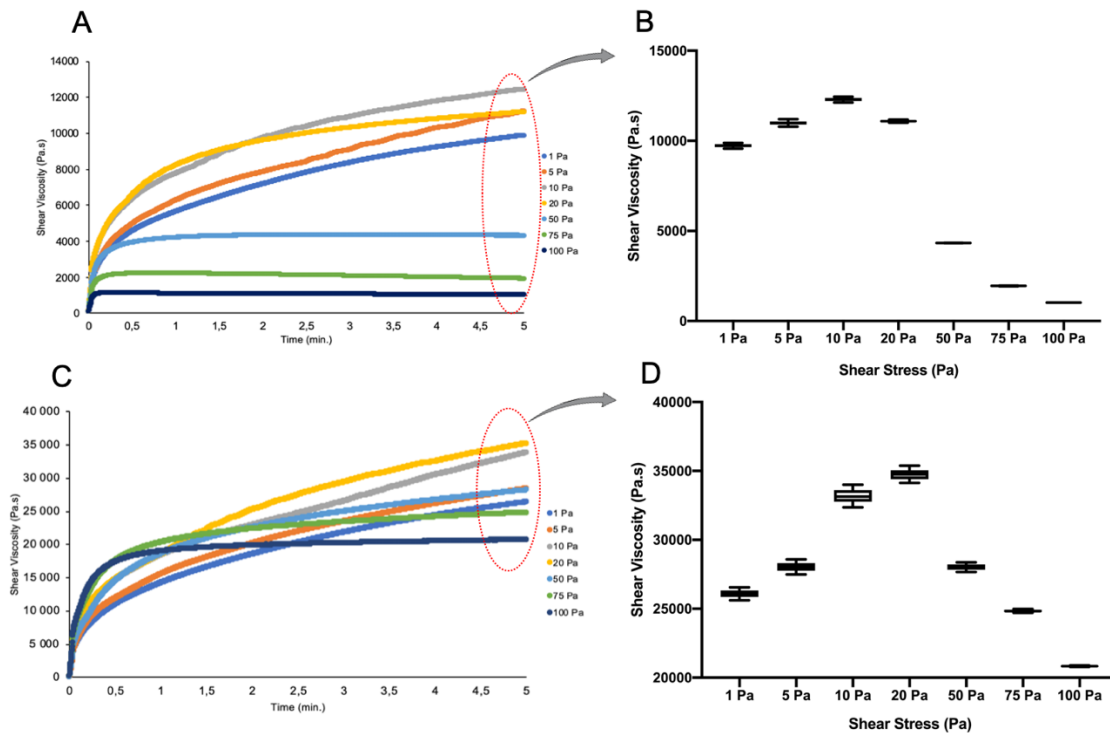 A
14000
12000
10000
8000
6000
4000
2000
0
Shear Viscosity (Pa.s)
0 0,5 1 1,5 2 2,5 3 3,5 4 4,5 5
Time (min.)
1 Pa
5 Pa
10 Pa
20 Pa
50 Pa
75 Pa
100 Pa
B
15000
10000
5000
0
Shear Viscosity (Pa.s)
1 Pa 5 Pa 10 Pa 20 Pa 50 Pa 75 Pa 100 Pa
Shear Stress (Pa)
C
40 000
35 000
30 000
25 000
20 000
15 000
10 000
5 000
0
Shear Viscosity (Pa.s)
0 0,5 1 1,5 2 2,5 3 3,5 4 4,5 5
Time (min.)
1 Pa
5 Pa
10 Pa
20 Pa
50 Pa
75 Pa
100 Pa
D
40000
35000
30000
25000
20000
Shear Viscosity (Pa.s)
1 Pa 5 Pa 10 Pa 20 Pa 50 Pa 75 Pa 100 Pa
Shear Stress (Pa)